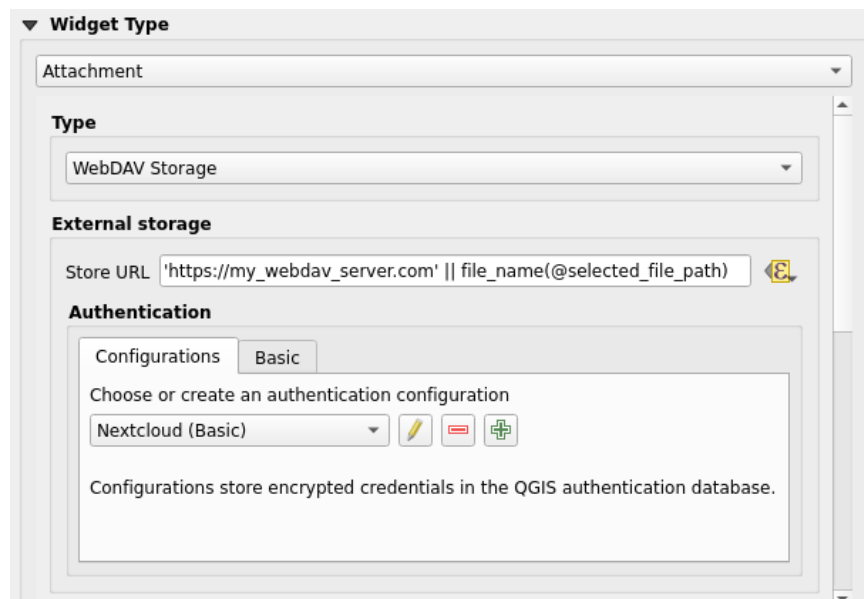 Widget Type
Attachment
Type
WebDAV Storage
External storage
Store URL 'https://my_webdav_server.com' || file_name(@selected_file_path) ε
Authentication
Configurations Basic
Choose or create an authentication configuration
Nextcloud (Basic)
Configurations store encrypted credentials in the QGIS authentication database.